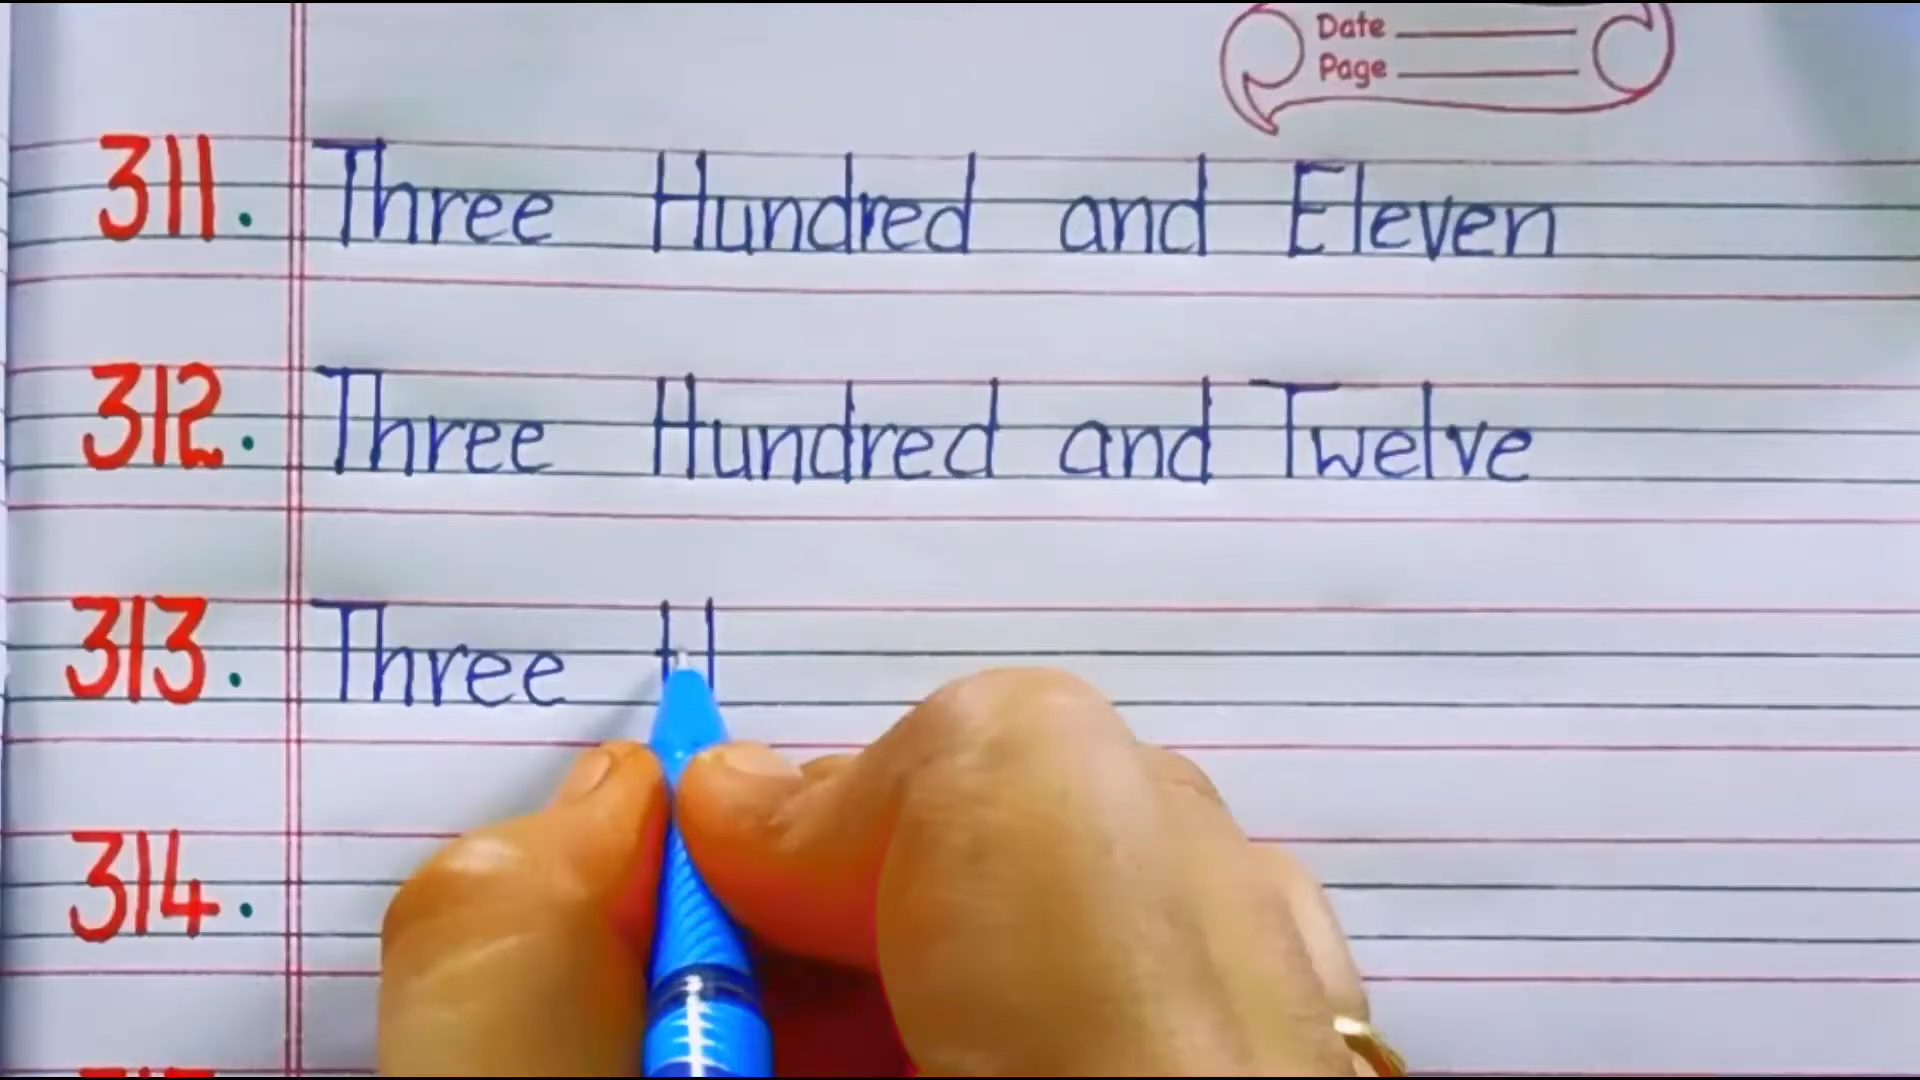 Date
Page
311. Three Hundred and Eleven
312. Three Hundred and Twelve
313. Three H
314.